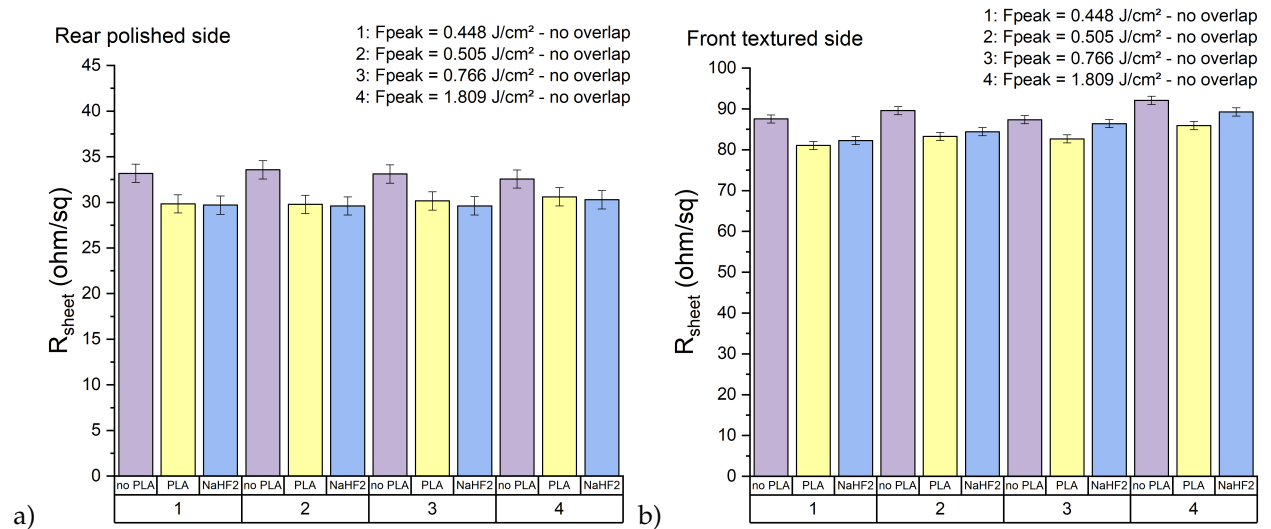 Rear polished side
1: Fpeak = 0.448 J/cm² - no overlap
2: Fpeak = 0.505 J/cm² - no overlap
3: Fpeak = 0.766 J/cm² - no overlap
4: Fpeak = 1.809 J/cm² - no overlap
45
40
35
30
25
20
15
10
5
0
Rsheet (ohm/sq)
no PLA PLA NaHF2 no PLA PLA NaHF2 no PLA PLA NaHF2 no PLA PLA NaHF2
1 2 3 4
a)
Front textured side
1: Fpeak = 0.448 J/cm² - no overlap
2: Fpeak = 0.505 J/cm² - no overlap
3: Fpeak = 0.766 J/cm² - no overlap
4: Fpeak = 1.809 J/cm² - no overlap
100
90
80
70
60
50
40
30
20
10
0
Rsheet (ohm/sq)
no PLA PLA NaHF2 no PLA PLA NaHF2 no PLA PLA NaHF2 no PLA PLA NaHF2
1 2 3 4
b)